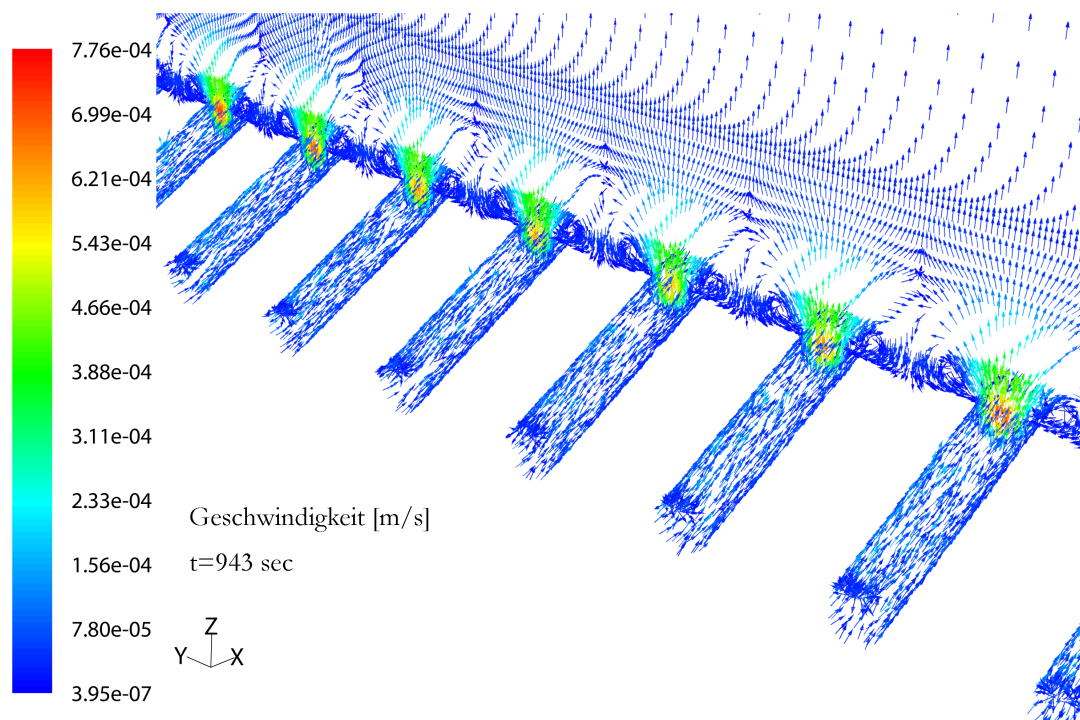 7.76e-04
6.99e-04
6.21e-04
5.43e-04
4.66e-04
3.88e-04
3.11e-04
2.33e-04
1.56e-04
7.80e-05
3.95e-07
Geschwindigkeit [m/s]
t=943 sec
Z
Y X